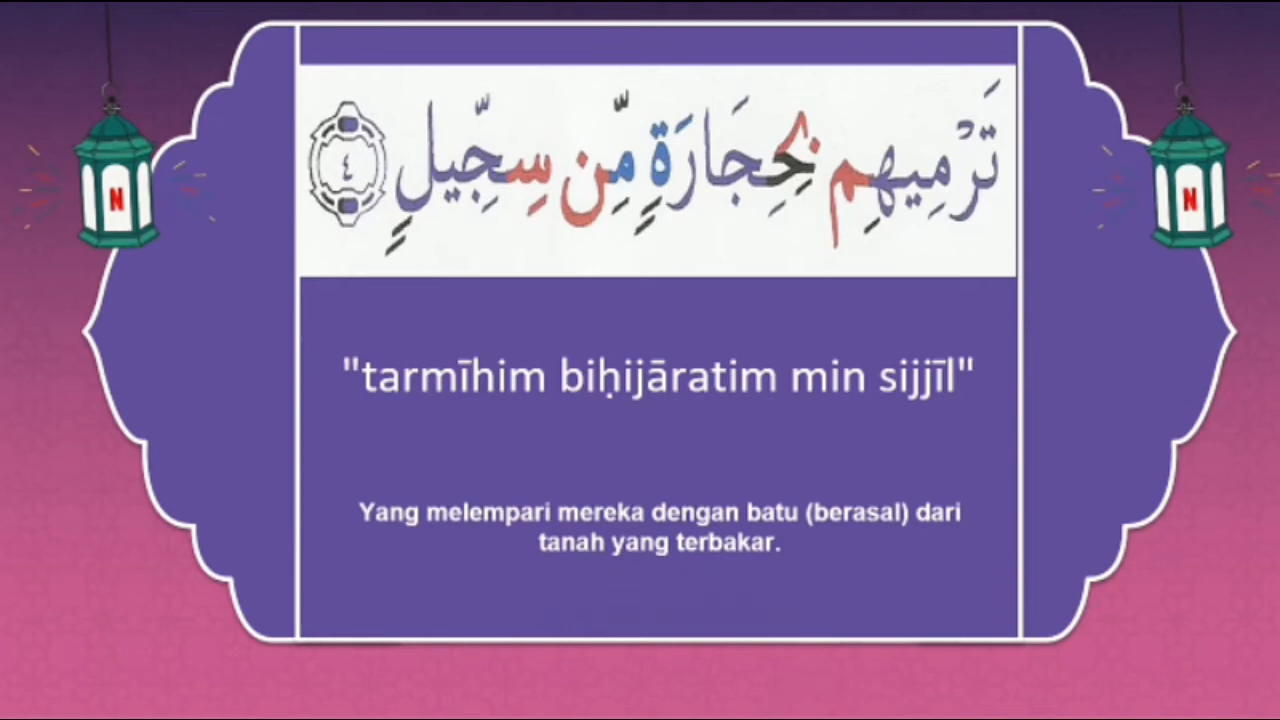 تَرْمِيهِم بِحِجَارَةٍ مِّن سِجِّيلٍ ٤
N
N
"tarmīhim biḥijāratim min sijjīl"
Yang melempari mereka dengan batu (berasal) dari
tanah yang terbakar.